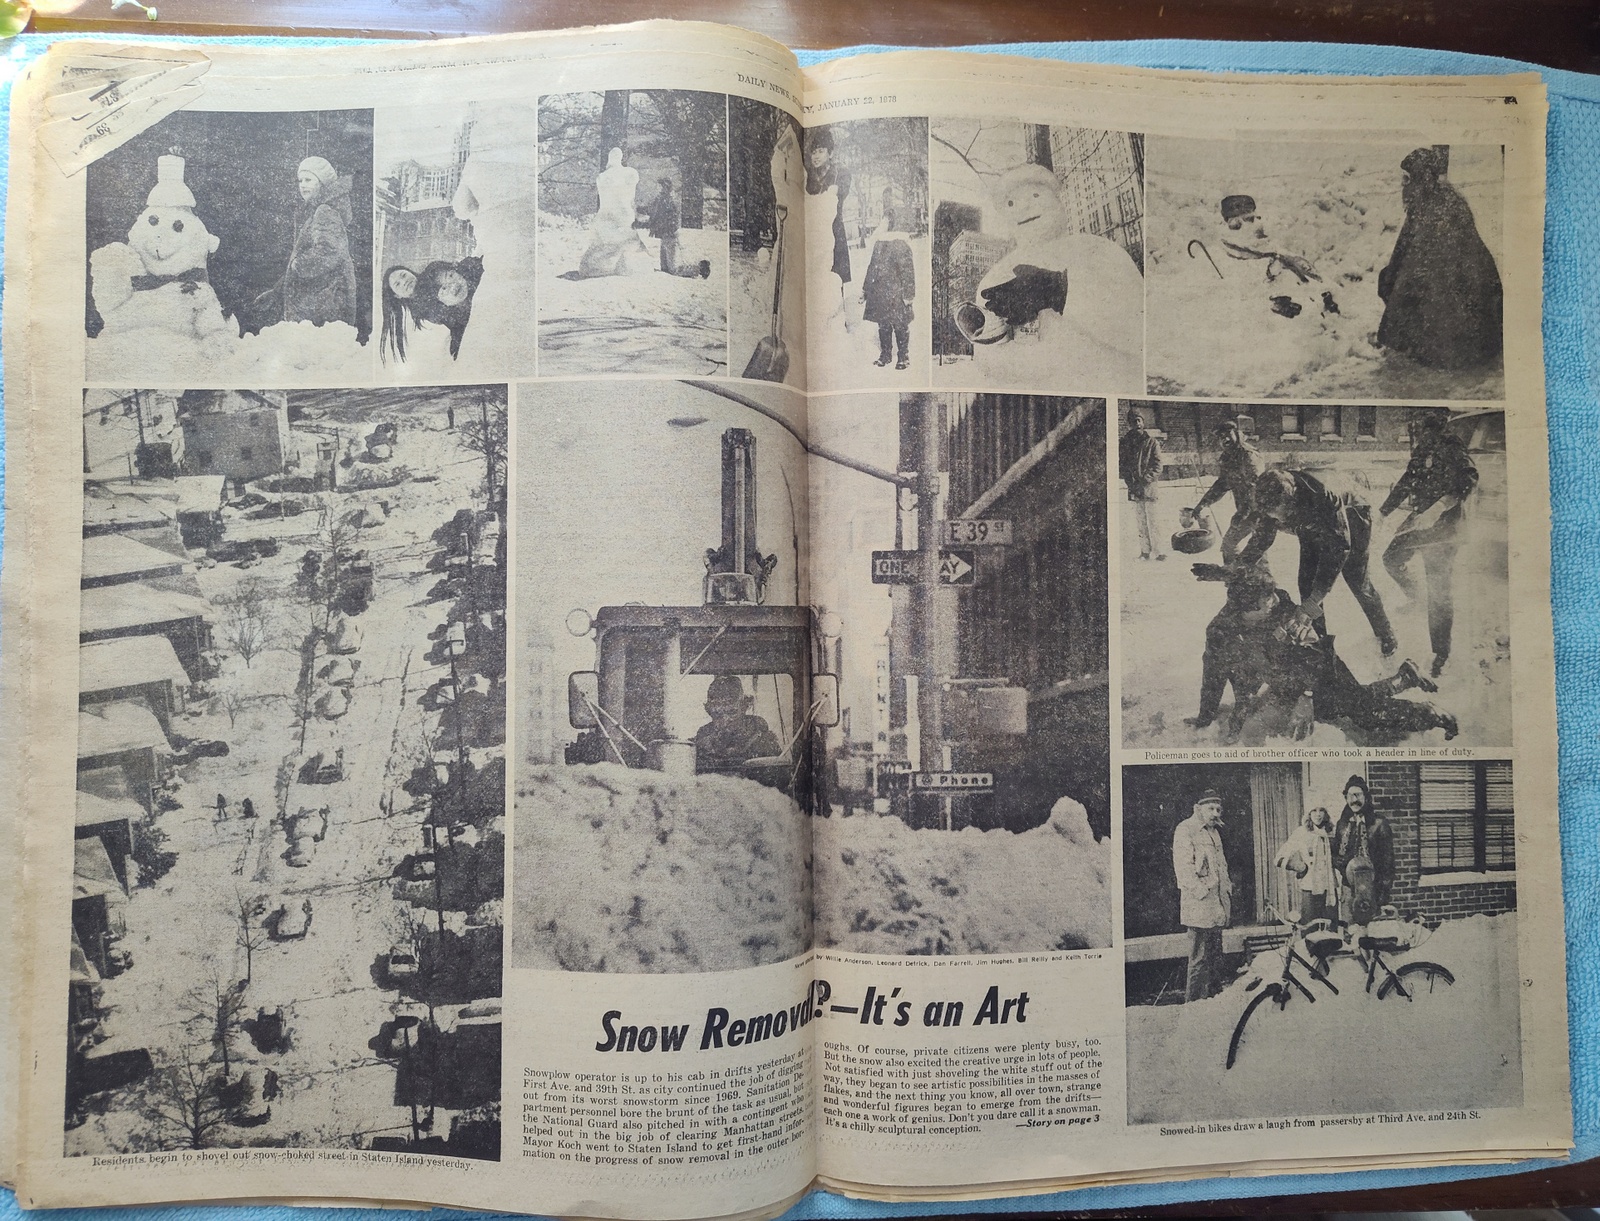 DAILY NEWS, JANUARY 22, 1978
E 39 ST
ONE WAY
Phone
Policeman goes to aid of brother officer who took a header in line of duty.
by Willie Anderson, Leonard Detrick, Dan Farrell, Jim Hughes, Bill Reilly and Keith Torrie
Snow Removal?—It's an Art
Snowplow operator is up to his cab in drifts yesterday at
First Ave. and 39th St. as city continued the job of digging
out from its worst snowstorm since 1969. Sanitation De-
partment personnel bore the brunt of the task as usual, but
the National Guard also pitched in with a contingent who
helped out in the big job of clearing Manhattan streets.
Mayor Koch went to Staten Island to get first-hand infor-
mation on the progress of snow removal in the outer bor-
oughs. Of course, private citizens were plenty busy, too.
But the snow also excited the creative urge in lots of people.
Not satisfied with just shoveling the white stuff out of the
way, they began to see artistic possibilities in the masses of
flakes, and the next thing you know, all over town, strange
and wonderful figures began to emerge from the drifts—
each one a work of genius. Don't you dare call it a snowman.
It's a chilly sculptural conception. —Story on page 3
Residents begin to shovel out snow-choked street in Staten Island yesterday.
Snowed-in bikes draw a laugh from passersby at Third Ave. and 24th St.